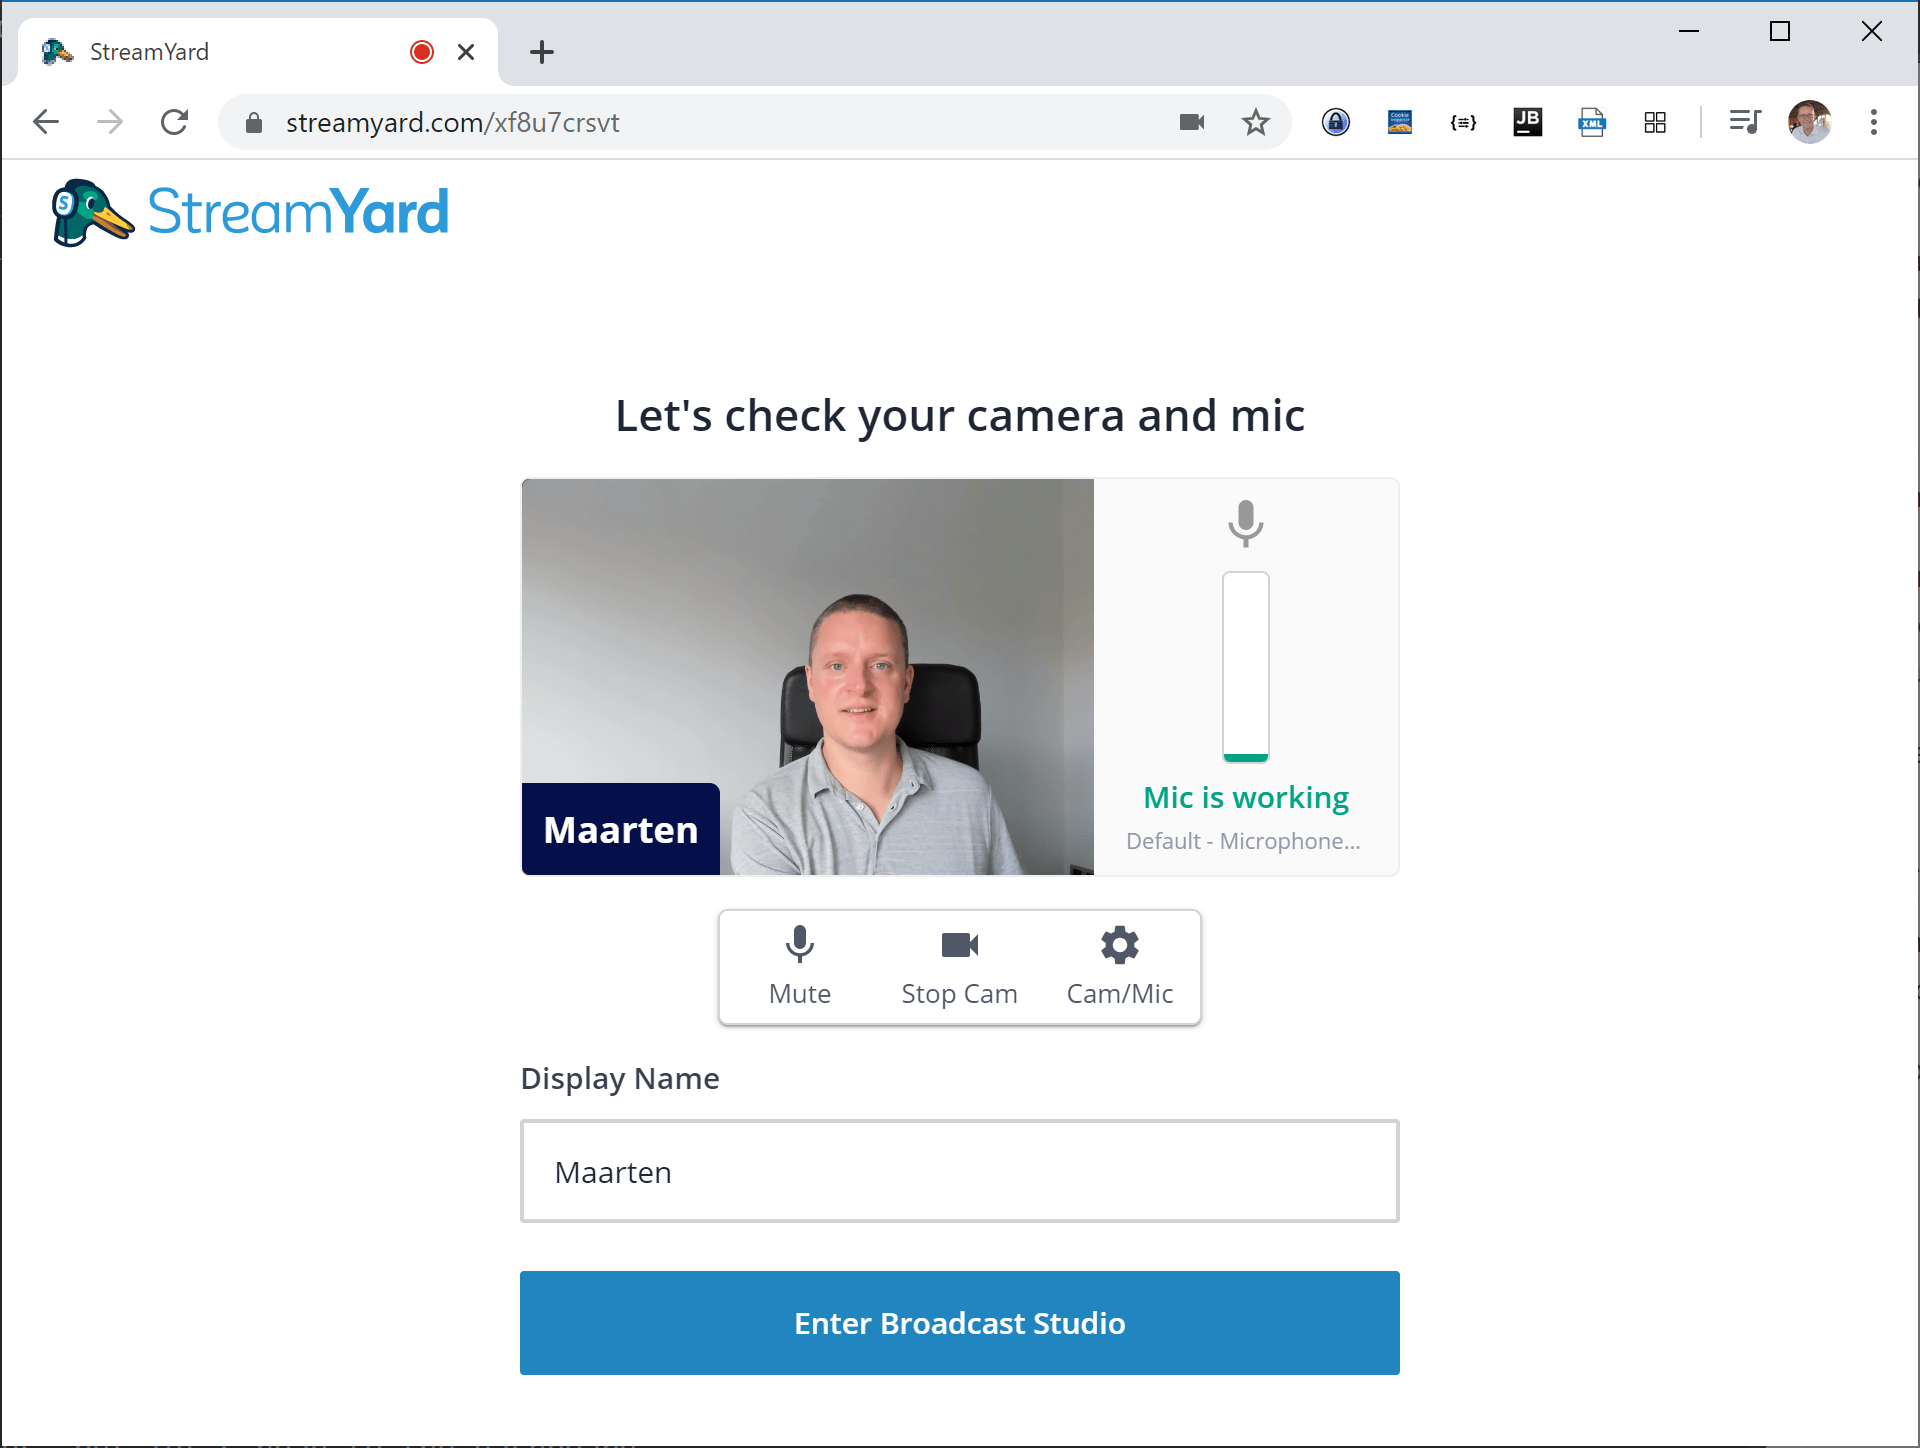 StreamYard
streamyard.com/xf8u7crsvt
Cookie
JB
XML
S StreamYard
Let's check your camera and mic
Maarten
Mic is working
Default - Microphone...
Mute
Stop Cam
Cam/Mic
Display Name
Maarten
Enter Broadcast Studio